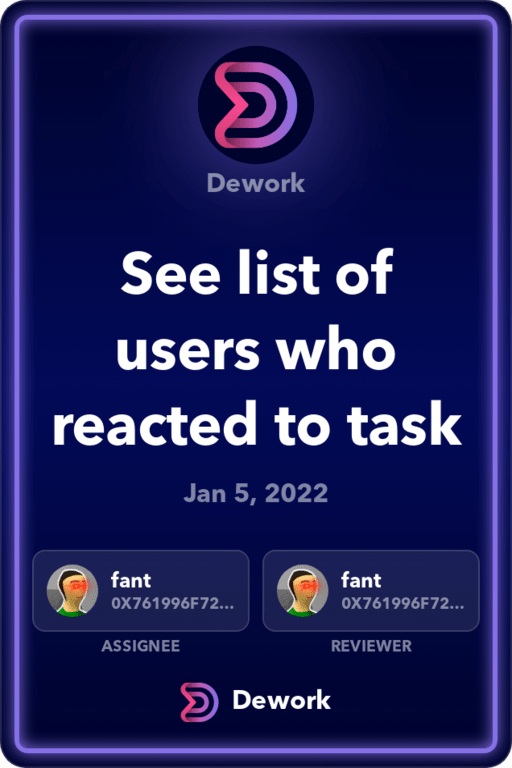 Dework
See list of
users who
reacted to task
Jan 5, 2022
fant
0X761996F72...
ASSIGNEE
fant
0X761996F72...
REVIEWER
Dework